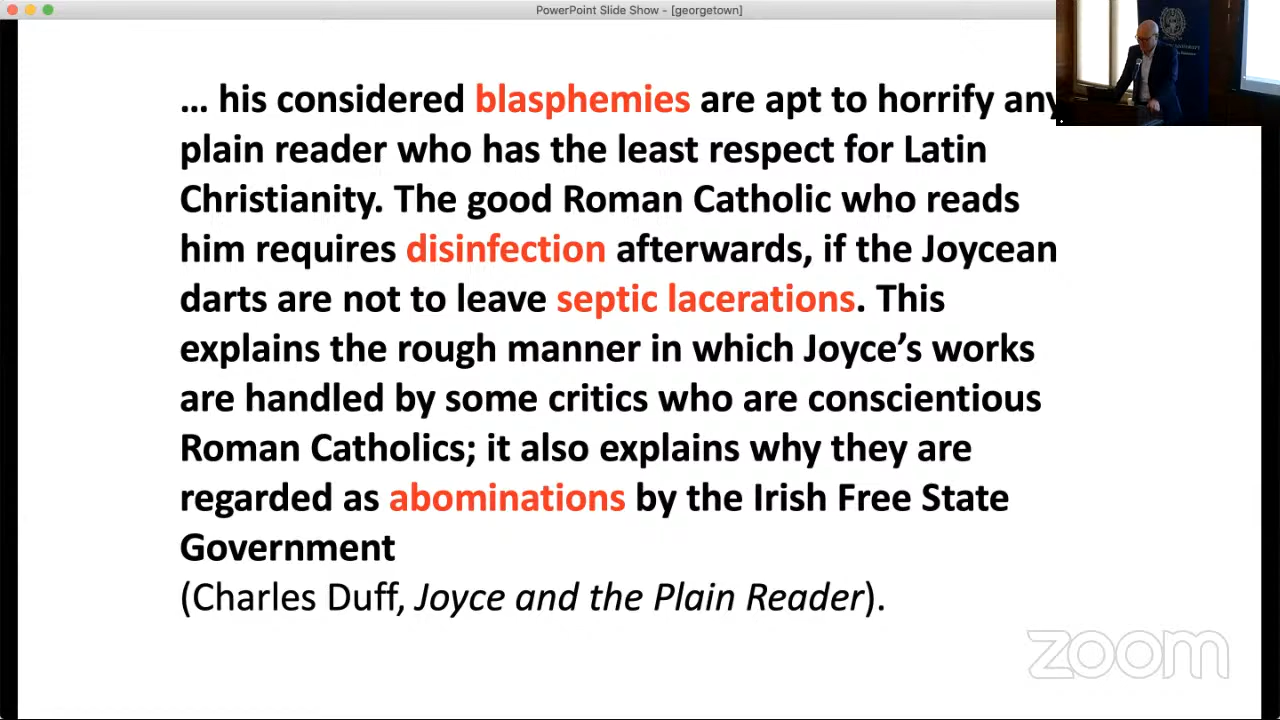 PowerPoint Slide Show - [georgetown]
... his considered blasphemies are apt to horrify any
plain reader who has the least respect for Latin
Christianity. The good Roman Catholic who reads
him requires disinfection afterwards, if the Joycean
darts are not to leave septic lacerations. This
explains the rough manner in which Joyce’s works
are handled by some critics who are conscientious
Roman Catholics; it also explains why they are
regarded as abominations by the Irish Free State
Government
(Charles Duff, Joyce and the Plain Reader).
zoom